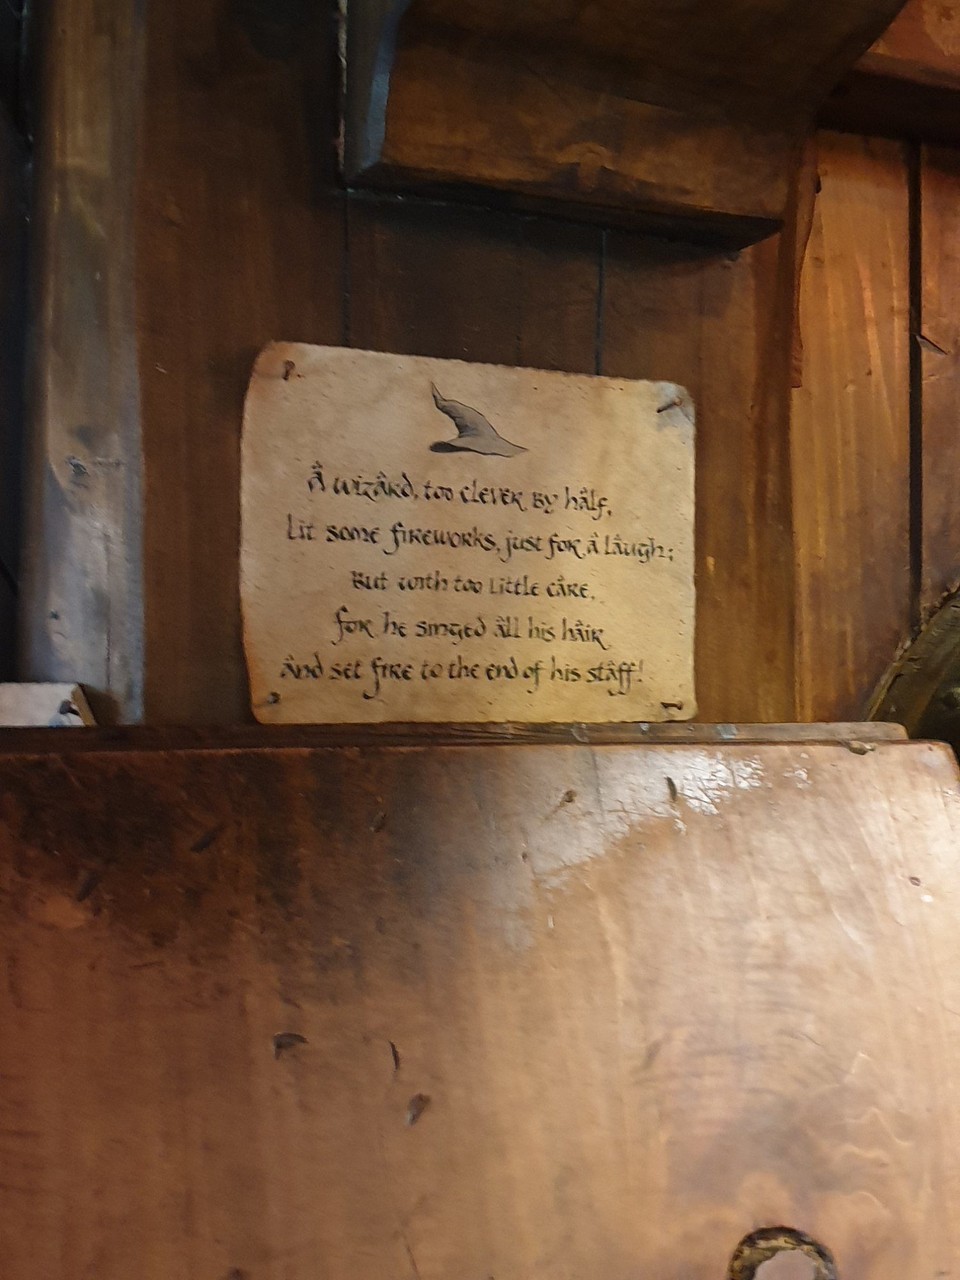 A wizard, too clever by half,
Lit some fireworks, just for a laugh;
But with too little care,
for he singed all his hair
And set fire to the end of his staff!